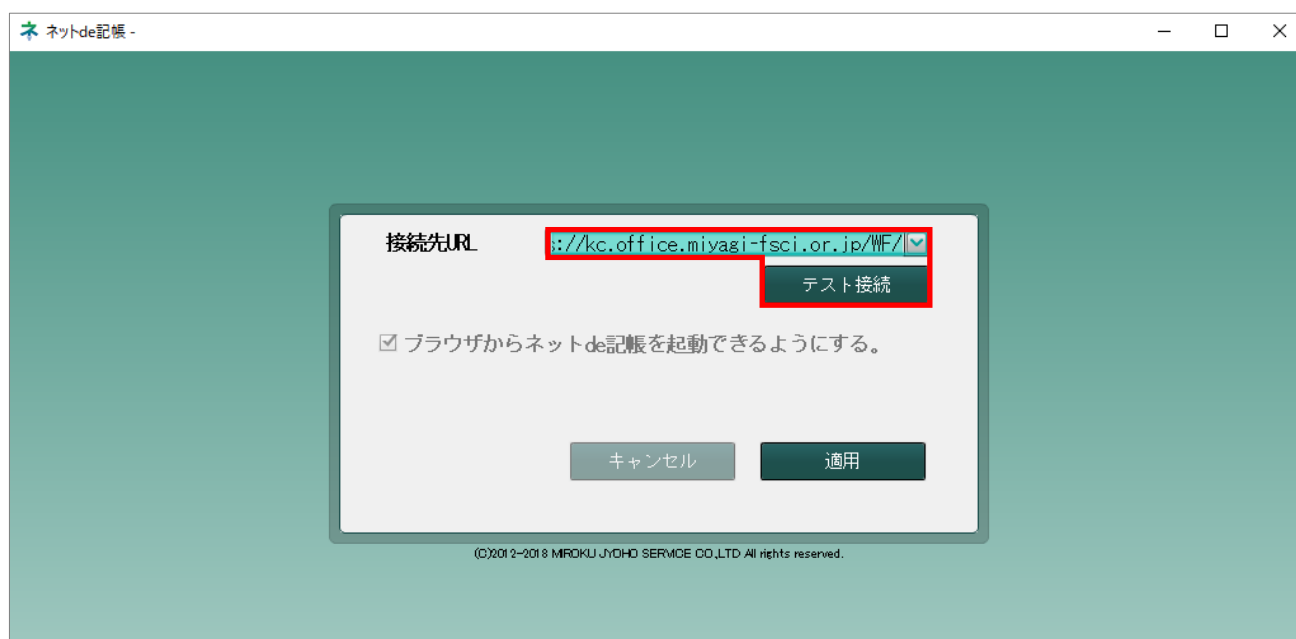 ネットde記帳 -
接続先URL
s://kc.office.miyagi-fsci.or.jp/WF/
テスト接続
ブラウザからネットde記帳を起動できるようにする。
キャンセル
適用
(C)2012-2018 MIROKU JYOHO SERVICE CO.,LTD All rights reserved.